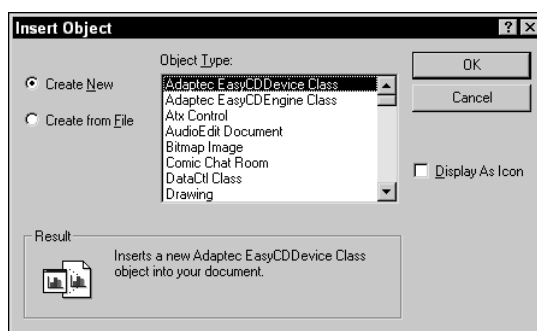 Insert Object
Object Type:
Create New
Create from File
Adaptec EasyCDDevice Class
Adaptec EasyCDEngine Class
Atx Control
AudioEdit Document
Bitmap Image
Comic Chat Room
DataCtl Class
Drawing
OK
Cancel
Display As Icon
Result
Inserts a new Adaptec EasyCDDevice Class
object into your document.